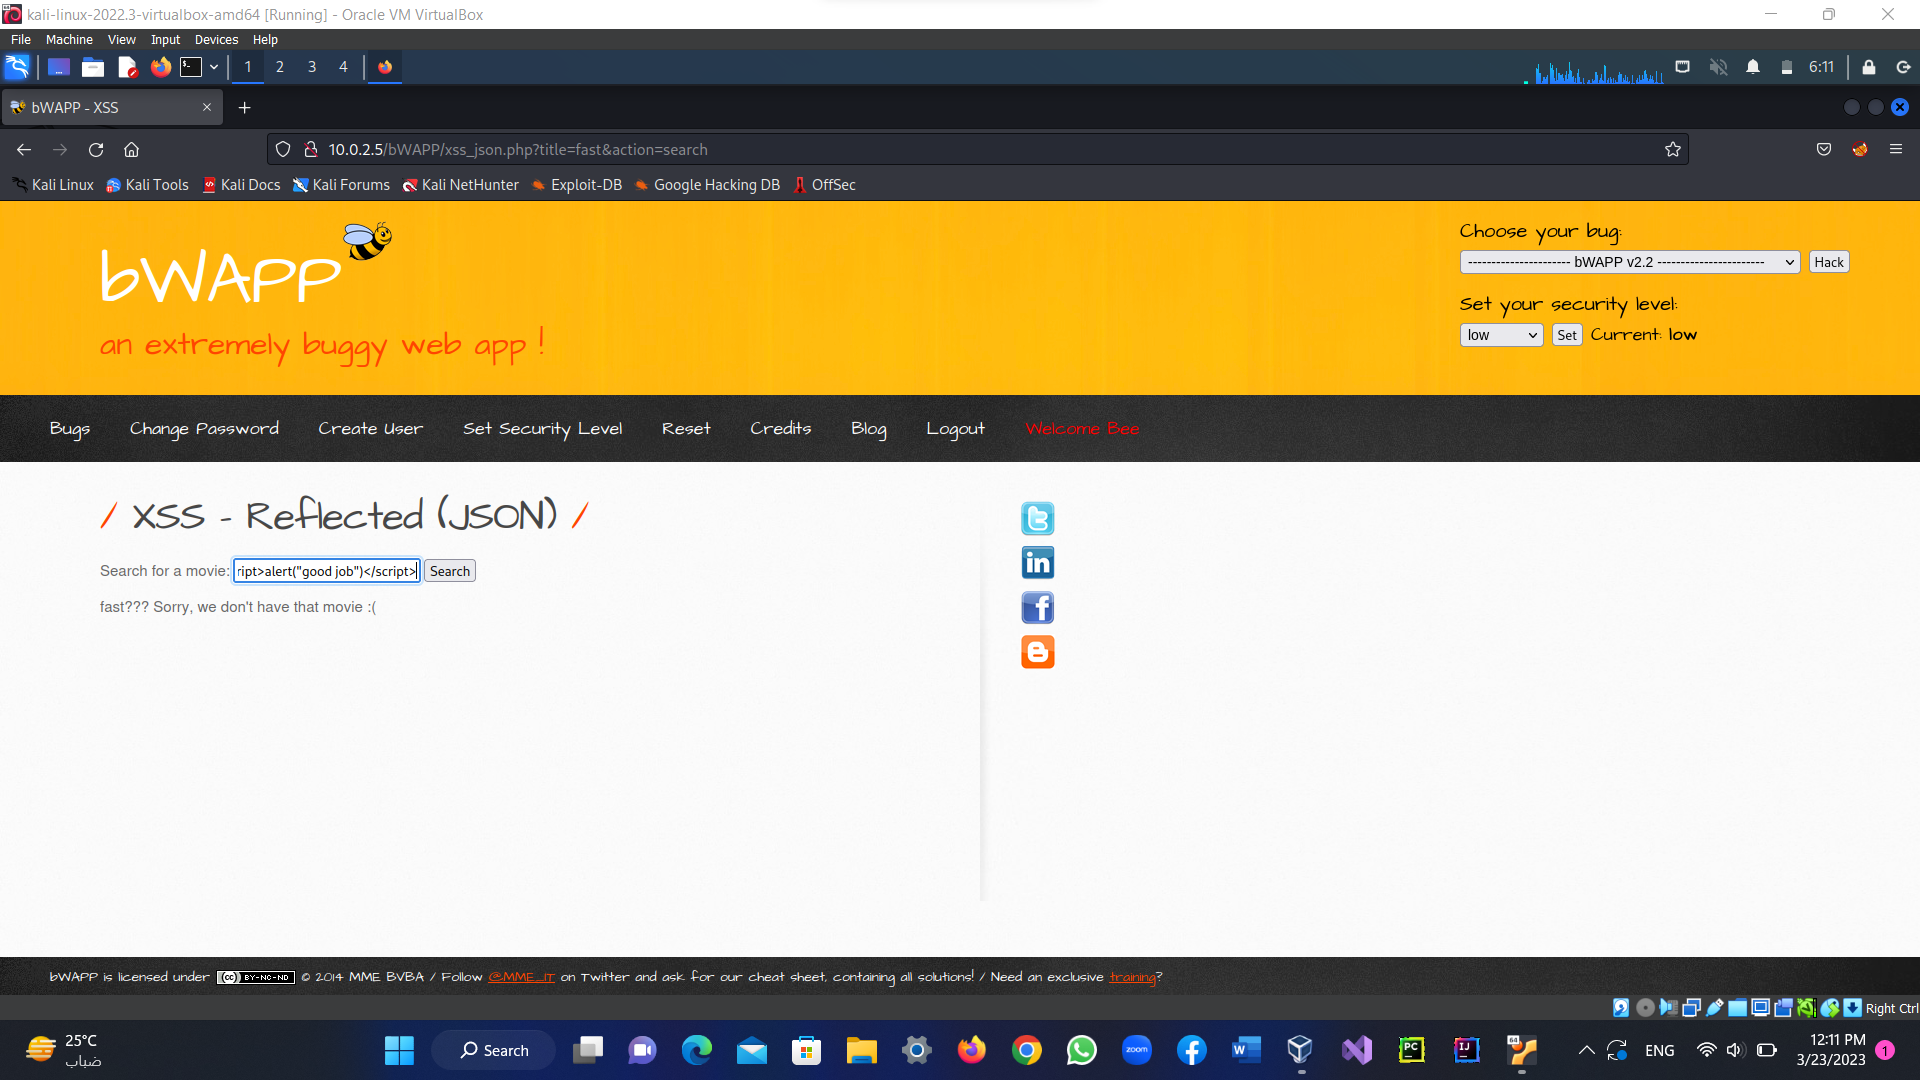 kali-linux-2022.3-virtualbox-amd64 [Running] - Oracle VM VirtualBox
File Machine View Input Devices Help
1 2 3 4 6:11
bWAPP - XSS
10.0.2.5/bWAPP/xss_json.php?title=fast&action=search
Kali Linux Kali Tools Kali Docs Kali Forums Kali NetHunter Exploit-DB Google Hacking DB OffSec
bWAPP
an extremely buggy web app !
Choose your bug:
---------------------- bWAPP v2.2 ----------------------- Hack
Set your security level:
low Set Current: low
Bugs Change Password Create User Set Security Level Reset Credits Blog Logout Welcome Bee
/ XSS - Reflected (JSON) /
Search for a movie: ript>alert("good job")</script> Search
fast??? Sorry, we don't have that movie :(
bWAPP is licensed under (cc) BY-NC-ND © 2014 MME BVBA / Follow @MME_IT on Twitter and ask for our cheat sheet, containing all solutions! / Need an exclusive training?
Right Ctrl
25°C
ضباب
Search
zoom
ENG
12:11 PM
3/23/2023
1